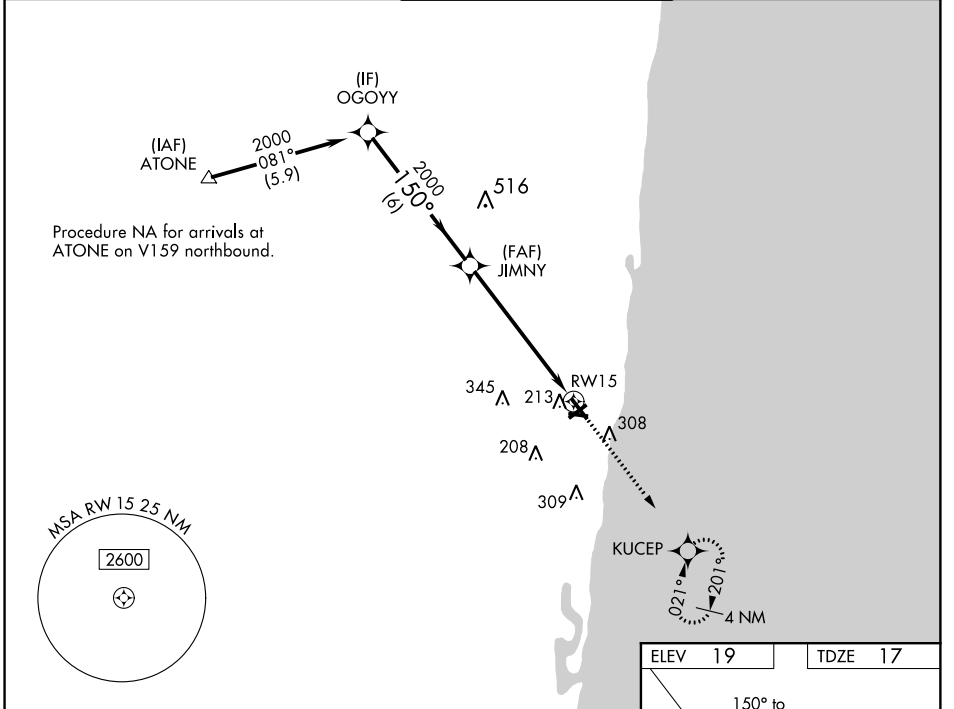 (IF)
OGOYY
(IAF)
ATONE
2000
081°
(5.9)
2000
150°
(6)
516
Procedure NA for arrivals at
ATONE on V159 northbound.
(FAF)
JIMNY
RW15
345
213
308
208
309
MSA RW 15 25 NM
2600
KUCEP
021°
201°
4 NM
ELEV 19
TDZE 17
150° to